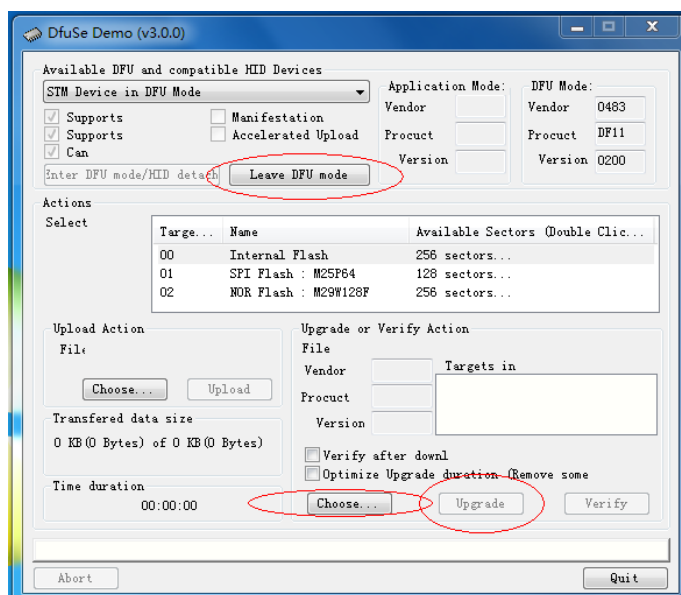 DfuSe Demo (v3.0.0)
Available DFU and compatible HID Devices
STM Device in DFU Mode
Supports
Manifestation
Supports
Accelerated Upload
Can
Enter DFU mode/HID detach
Leave DFU mode
Application Mode:
Vendor
Procuct
Version
DFU Mode:
Vendor 0483
Procuct DF11
Version 0200
Actions
Select
Targe... Name Available Sectors (Double Clic...
00 Internal Flash 256 sectors...
01 SPI Flash : M25P64 128 sectors...
02 NOR Flash : M29W128F 256 sectors...
Upload Action
File
Choose... Upload
Transfered data size
0 KB(0 Bytes) of 0 KB(0 Bytes)
Time duration
00:00:00
Upgrade or Verify Action
File
Vendor
Procuct
Version
Targets in
Verify after downl
Optimize Upgrade duration (Remove some
Choose... Upgrade Verify
Abort Quit